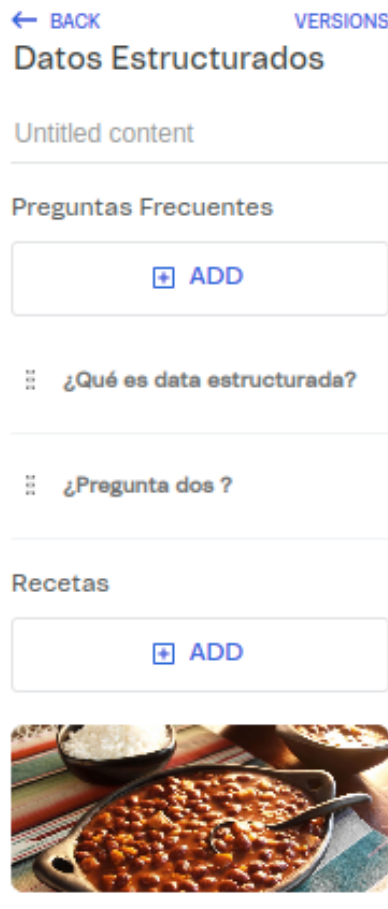 BACK VERSIONS
Datos Estructurados
Untitled content
Preguntas Frecuentes
ADD
¿Qué es data estructurada?
¿Pregunta dos ?
Recetas
ADD